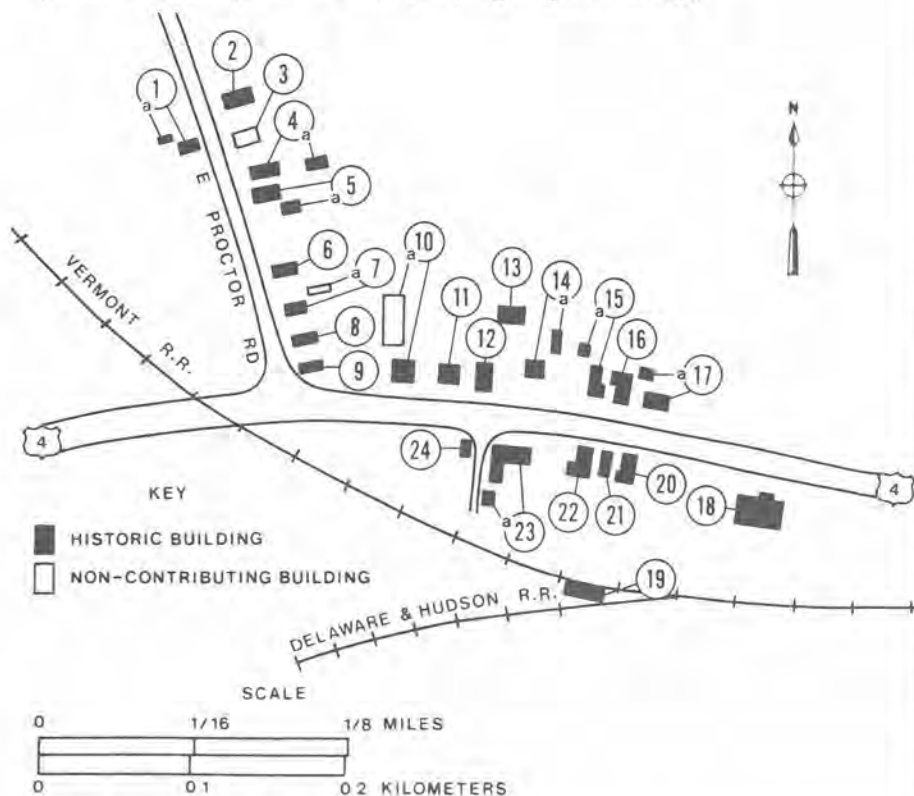 2
3
1
a
4
a
5
a
N
E PROCTOR RD
VERMONT R.R.
6
a
7
8
9
a
10
11
12
13
14
a
15
a
16
a
17
4
4
24
23
a
22
21
20
18
19
DELAWARE & HUDSON R.R.
KEY
HISTORIC BUILDING
NON-CONTRIBUTING BUILDING
SCALE
0 1/16 1/8 MILES
0 0.1 0.2 KILOMETERS